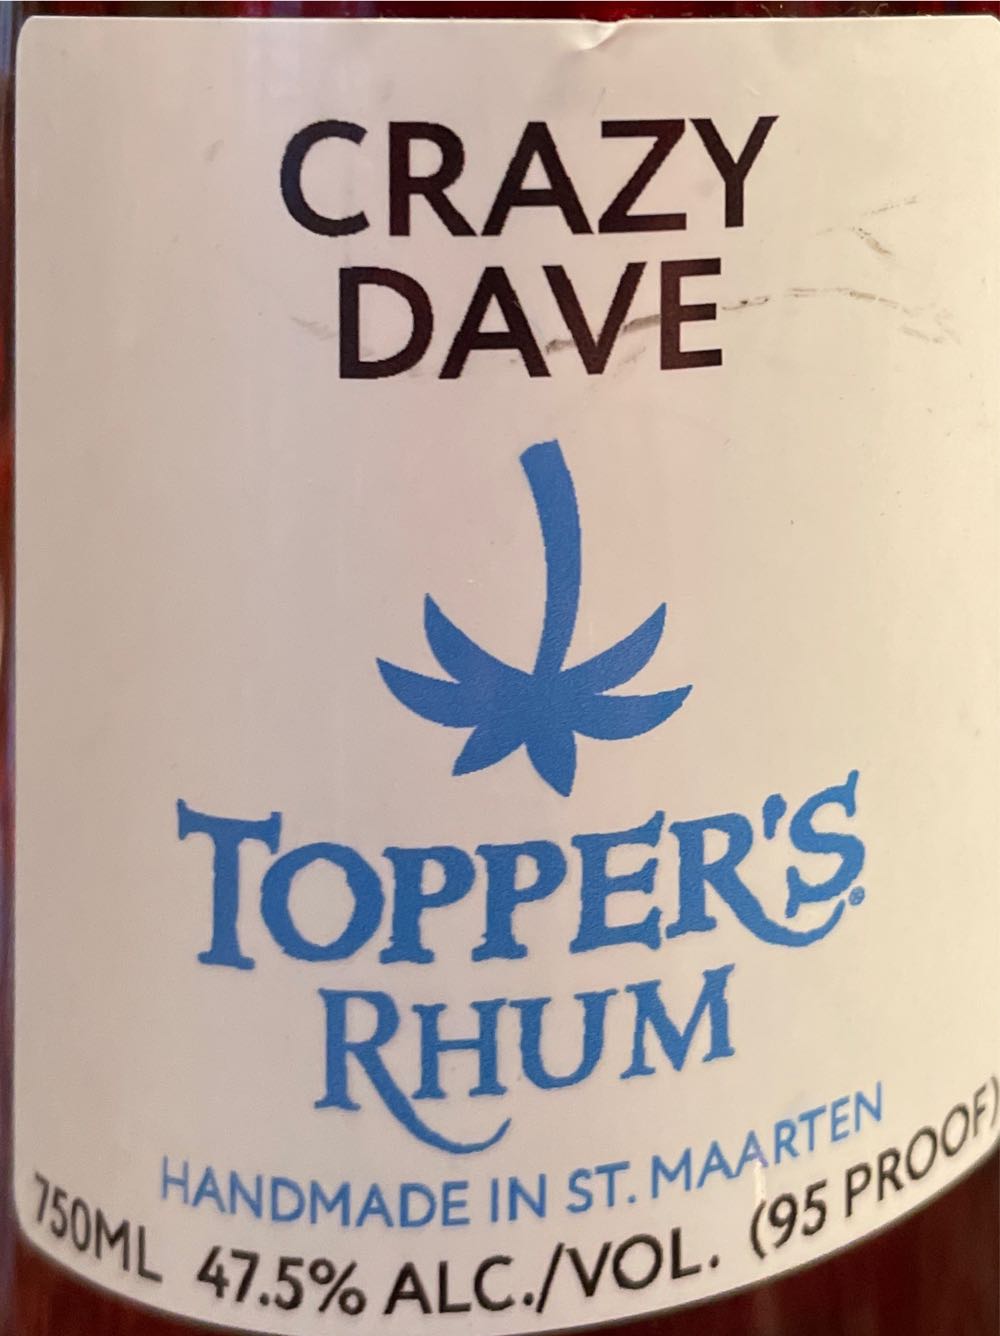 CRAZY
DAVE
TOPPER'S®
RHUM
HANDMADE IN ST. MAARTEN
750ML 47.5% ALC./VOL. (95 PROOF)